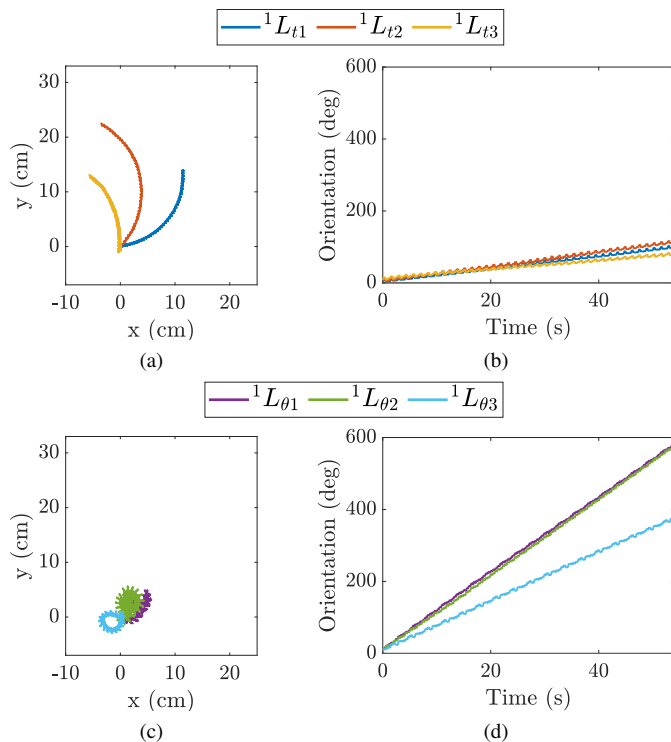 ¹L_{t1} ¹L_{t2} ¹L_{t3}
30
20
10
0
y (cm)
-10 0 10 20
x (cm)
(a)
600
400
200
0
Orientation (deg)
0 20 40
Time (s)
(b)
¹L_{θ1} ¹L_{θ2} ¹L_{θ3}
30
20
10
0
y (cm)
-10 0 10 20
x (cm)
(c)
600
400
200
0
Orientation (deg)
0 20 40
Time (s)
(d)